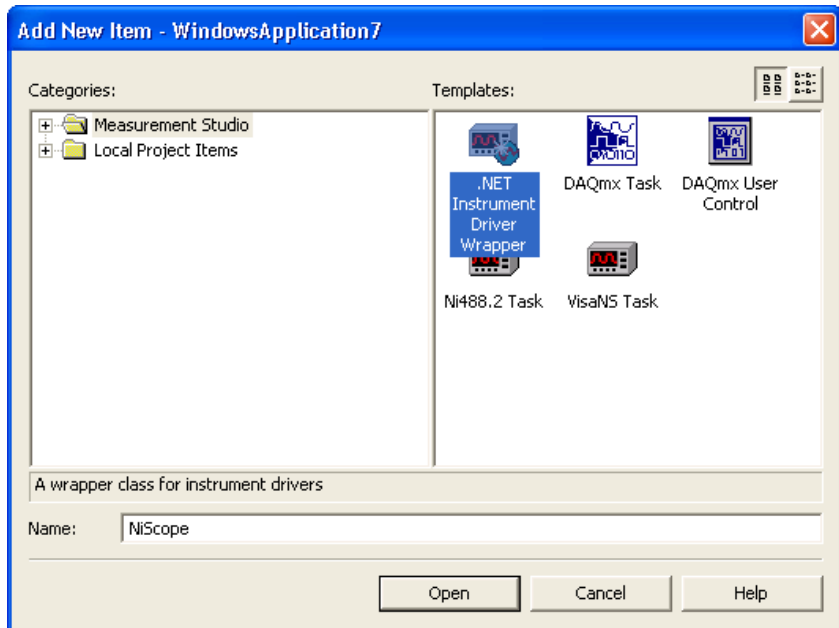 Add New Item - WindowsApplication7
Categories:
Templates:
Measurement Studio
Local Project Items
.NET
Instrument
Driver
Wrapper
DAQmx Task
DAQmx User
Control
Ni488.2 Task
VisaNS Task
A wrapper class for instrument drivers
Name:
NiScope
Open
Cancel
Help